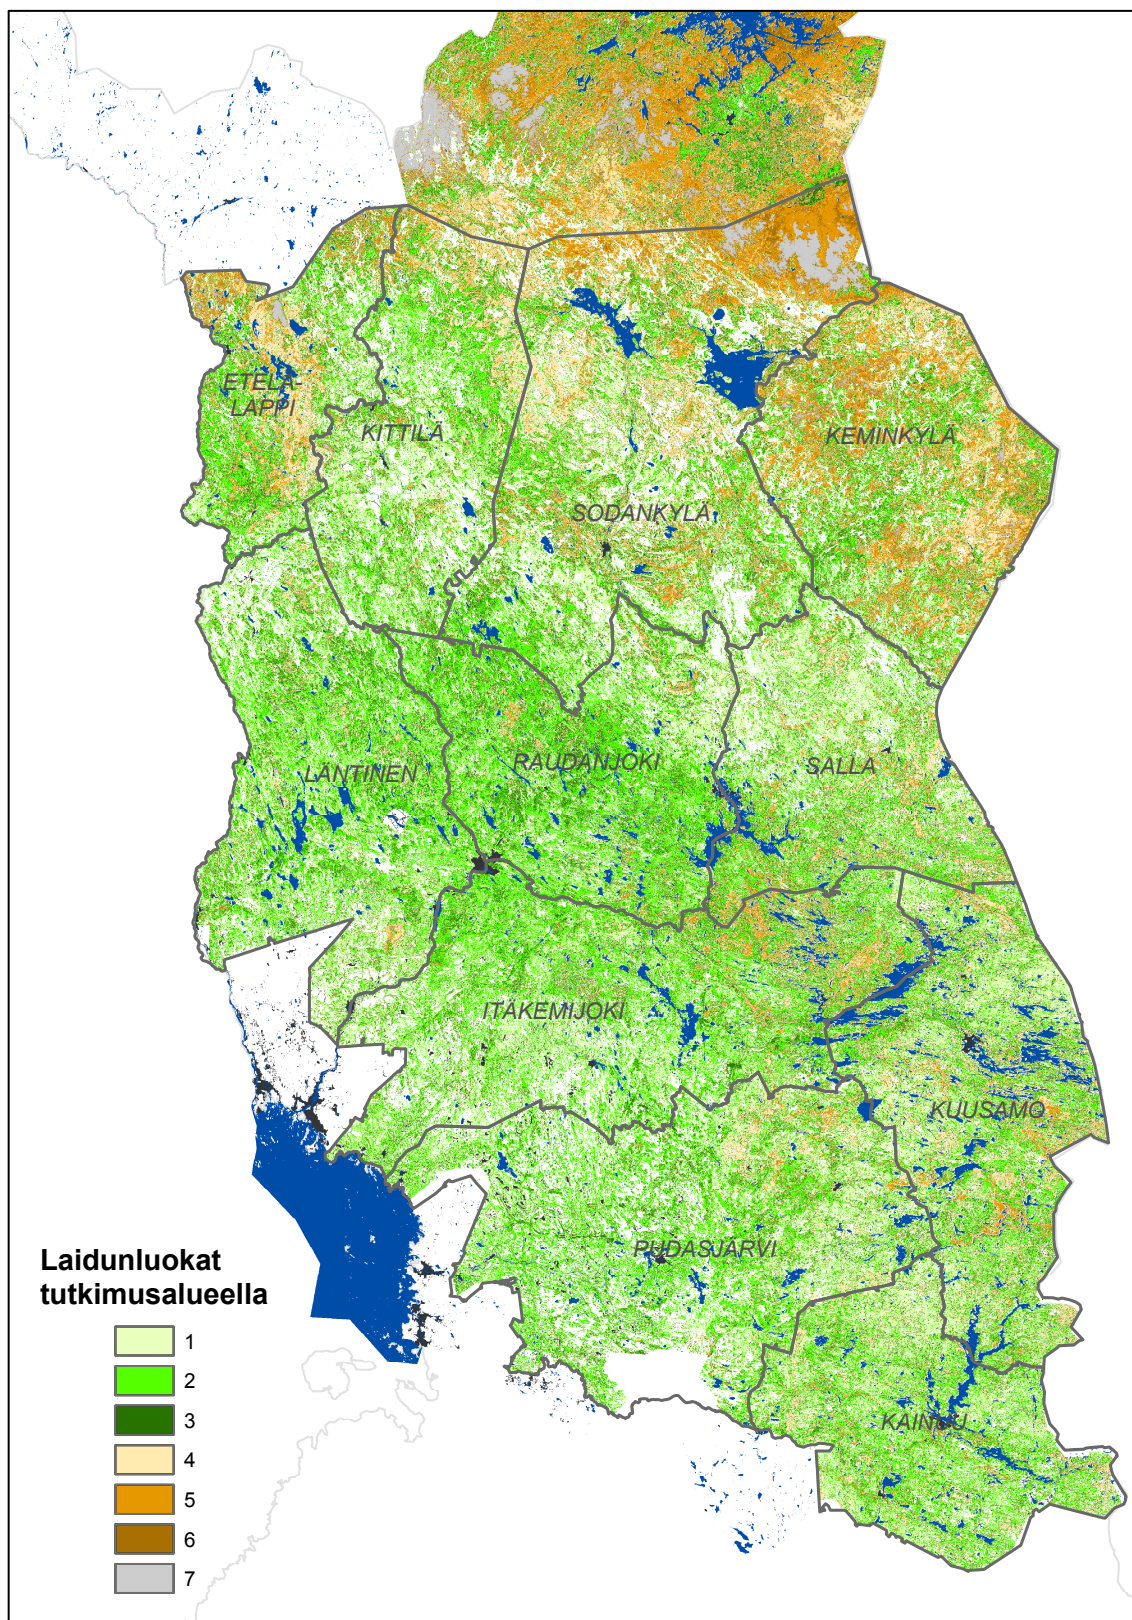 ETELÄ-
LAPPI
KITTILÄ
KEMINKYLÄ
SODANKYLÄ
RAUDANJOKI
SALLA
LÄNTINEN
ITÄKEMIJOKI
KUUSAMO
PUDASJÄRVI
KAINUU
Laidunluokat
tutkimusalueella
1
2
3
4
5
6
7